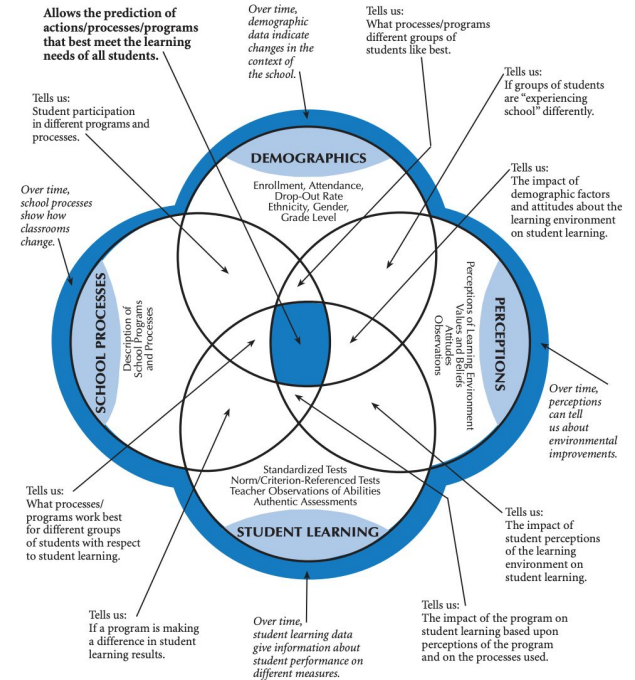 Allows the prediction of
actions/processes/programs
that best meet the learning
needs of all students.
Over time,
demographic
data indicate
changes in the
context of
the school.
Tells us:
What processes/programs
different groups of
students like best.
Tells us:
If groups of students
are “experiencing
school” differently.
Tells us:
Student participation
in different programs and
processes.
Tells us:
The impact of
demographic factors
and attitudes about the
learning environment
on student learning.
Over time,
school processes
show how
classrooms
change.
DEMOGRAPHICS
Enrollment, Attendance,
Drop-Out Rate
Ethnicity, Gender,
Grade Level
SCHOOL PROCESSES
Description of
School Programs
and Processes
PERCEPTIONS
Perceptions of Learning Environment
Values and Beliefs
Attitudes
Observations
Over time,
perceptions
can tell
us about
environmental
improvements.
Standardized Tests
Norm/Criterion-Referenced Tests
Teacher Observations of Abilities
Authentic Assessments
STUDENT LEARNING
Tells us:
What processes/
programs work best
for different groups
of students with respect
to student learning.
Tells us:
The impact of
student perceptions
of the learning
environment on
student learning.
Tells us:
If a program is making
a difference in student
learning results.
Over time,
student learning data
give information about
student performance on
different measures.
Tells us:
The impact of the program on
student learning based upon
perceptions of the program
and on the processes used.